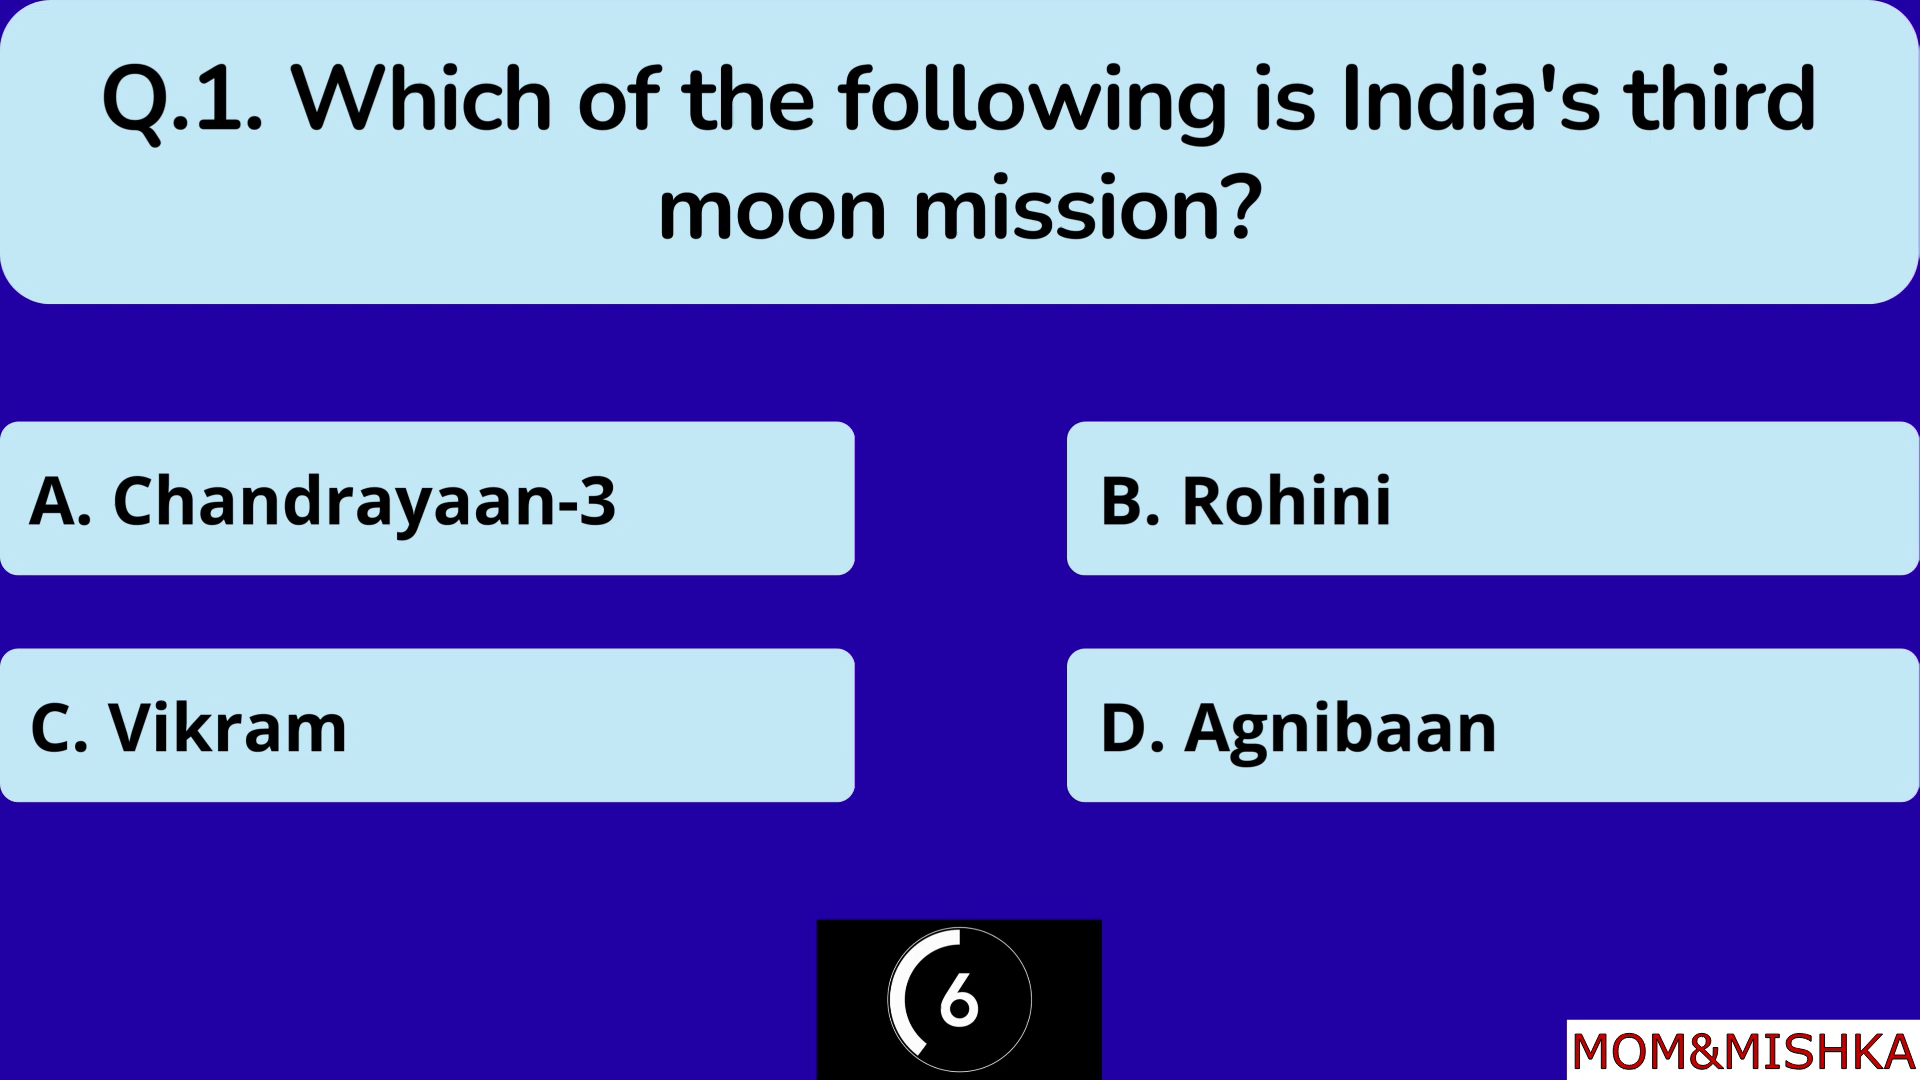 Q.1. Which of the following is India's third
moon mission?
A. Chandrayaan-3
B. Rohini
C. Vikram
D. Agnibaan
6
MOM&MISHKA